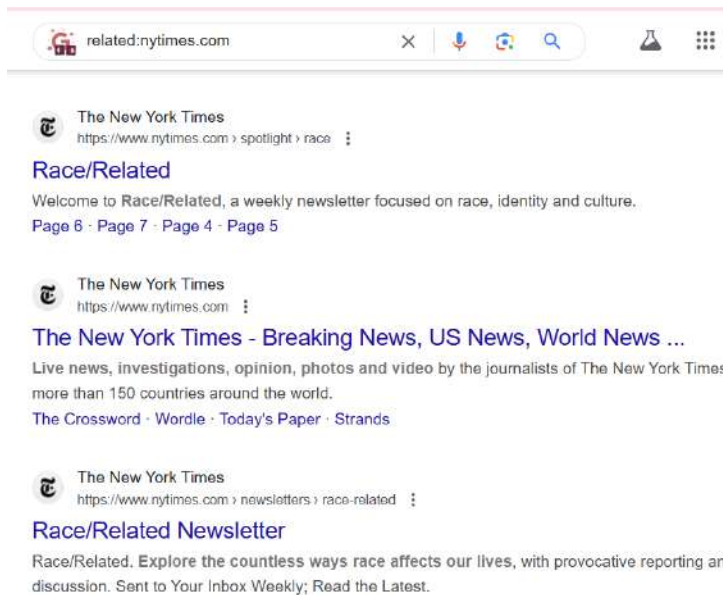 related:nytimes.com
The New York Times
https://www.nytimes.com › spotlight › race
Race/Related
Welcome to Race/Related, a weekly newsletter focused on race, identity and culture.
Page 6 · Page 7 · Page 4 · Page 5
The New York Times
https://www.nytimes.com
The New York Times - Breaking News, US News, World News ...
Live news, investigations, opinion, photos and video by the journalists of The New York Times
more than 150 countries around the world.
The Crossword · Wordle · Today's Paper · Strands
The New York Times
https://www.nytimes.com › newsletters › race-related
Race/Related Newsletter
Race/Related. Explore the countless ways race affects our lives, with provocative reporting an
discussion. Sent to Your Inbox Weekly; Read the Latest.